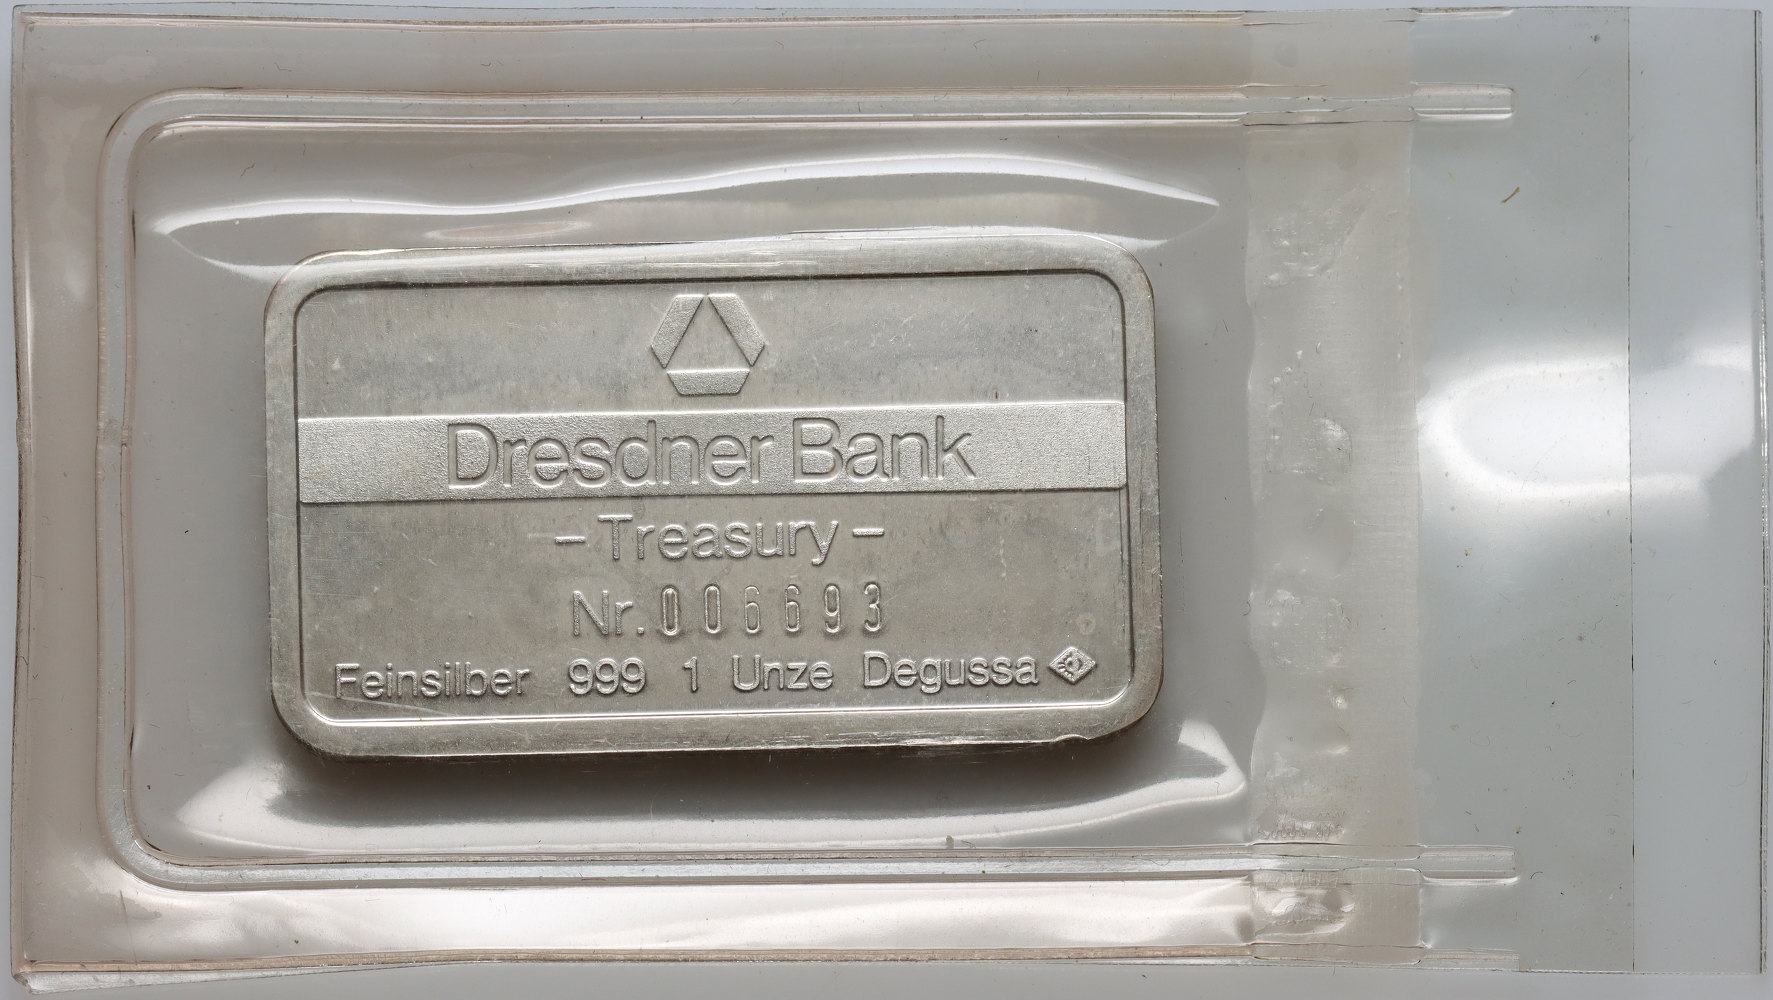 Dresdner Bank
- Treasury -
Nr. 006693
Feinsilber 999 1 Unze Degussa